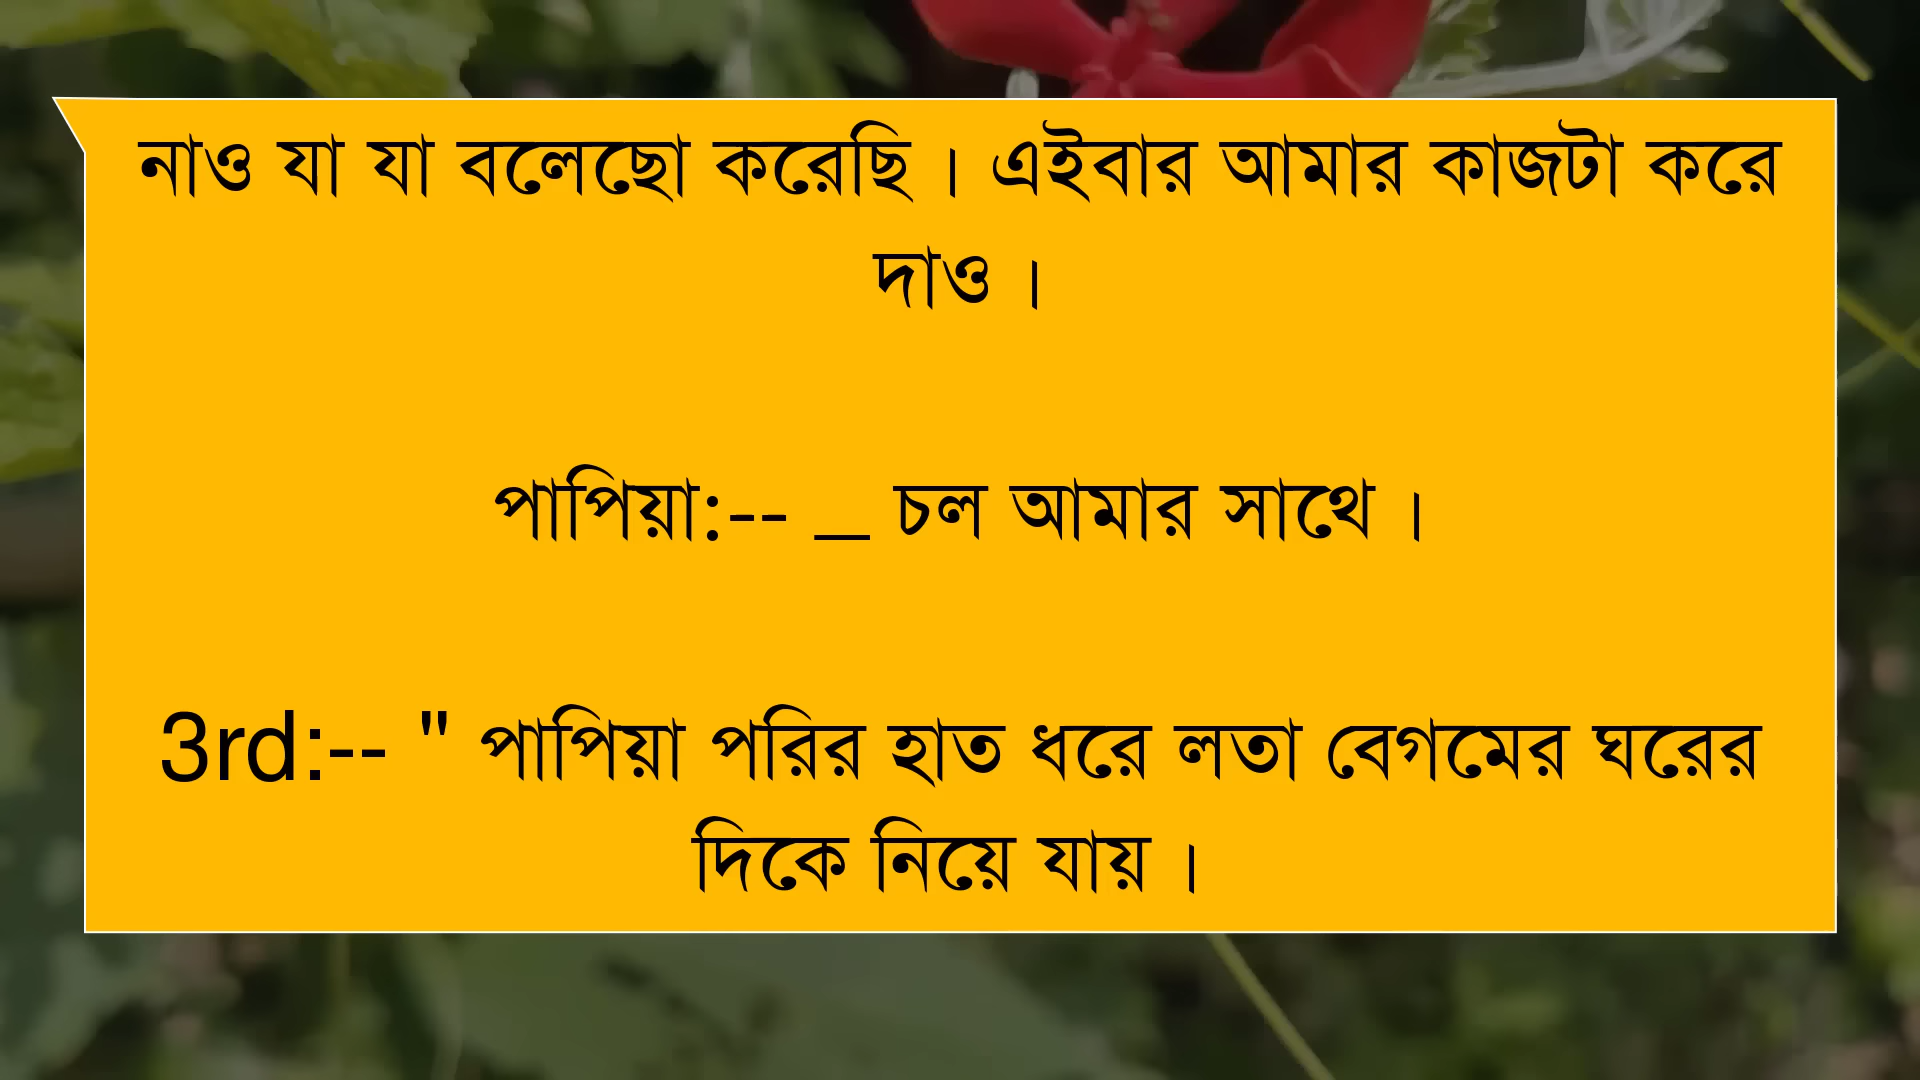 নাও যা যা বলেছো করেছি । এইবার আমার কাজটা করে
দাও ।
পাপিয়া:-- _ চল আমার সাথে ।
3rd:-- " পাপিয়া পরির হাত ধরে লতা বেগমের ঘরের
দিকে নিয়ে যায় ।